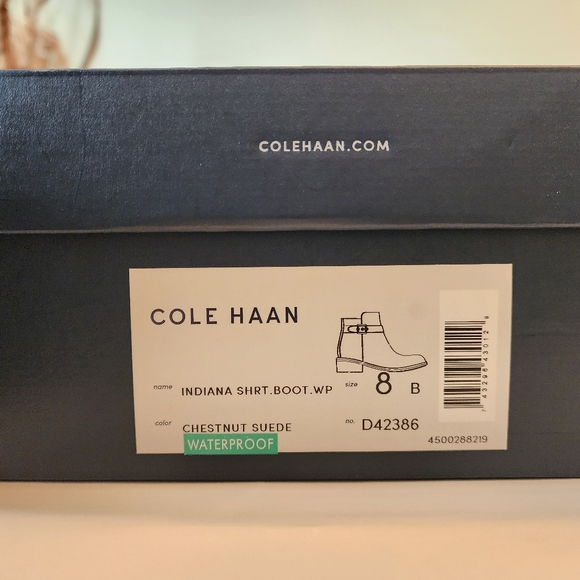 COLEHAAN.COM
COLE HAAN
name INDIANA SHRT.BOOT.WP size 8 B
color CHESTNUT SUEDE no. D42386
WATERPROOF
4500288219